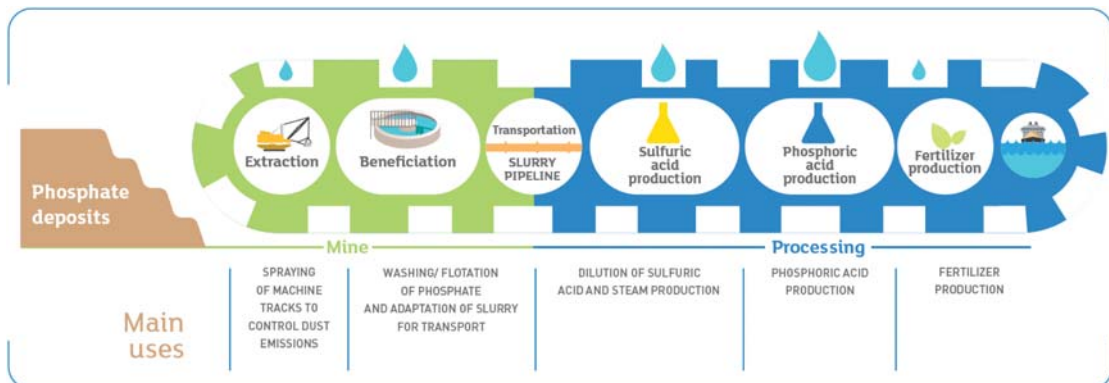 Phosphate
deposits
Extraction
Beneficiation
Transportation
SLURRY
PIPELINE
Sulfuric
acid
production
Phosphoric
acid
production
Fertilizer
production
Mine
Processing
Main
uses
SPRAYING
OF MACHINE
TRACKS TO
CONTROL DUST
EMISSIONS
WASHING/ FLOTATION
OF PHOSPHATE
AND ADAPTATION OF SLURRY
FOR TRANSPORT
DILUTION OF SULFURIC
ACID AND STEAM PRODUCTION
PHOSPHORIC ACID
PRODUCTION
FERTILIZER
PRODUCTION